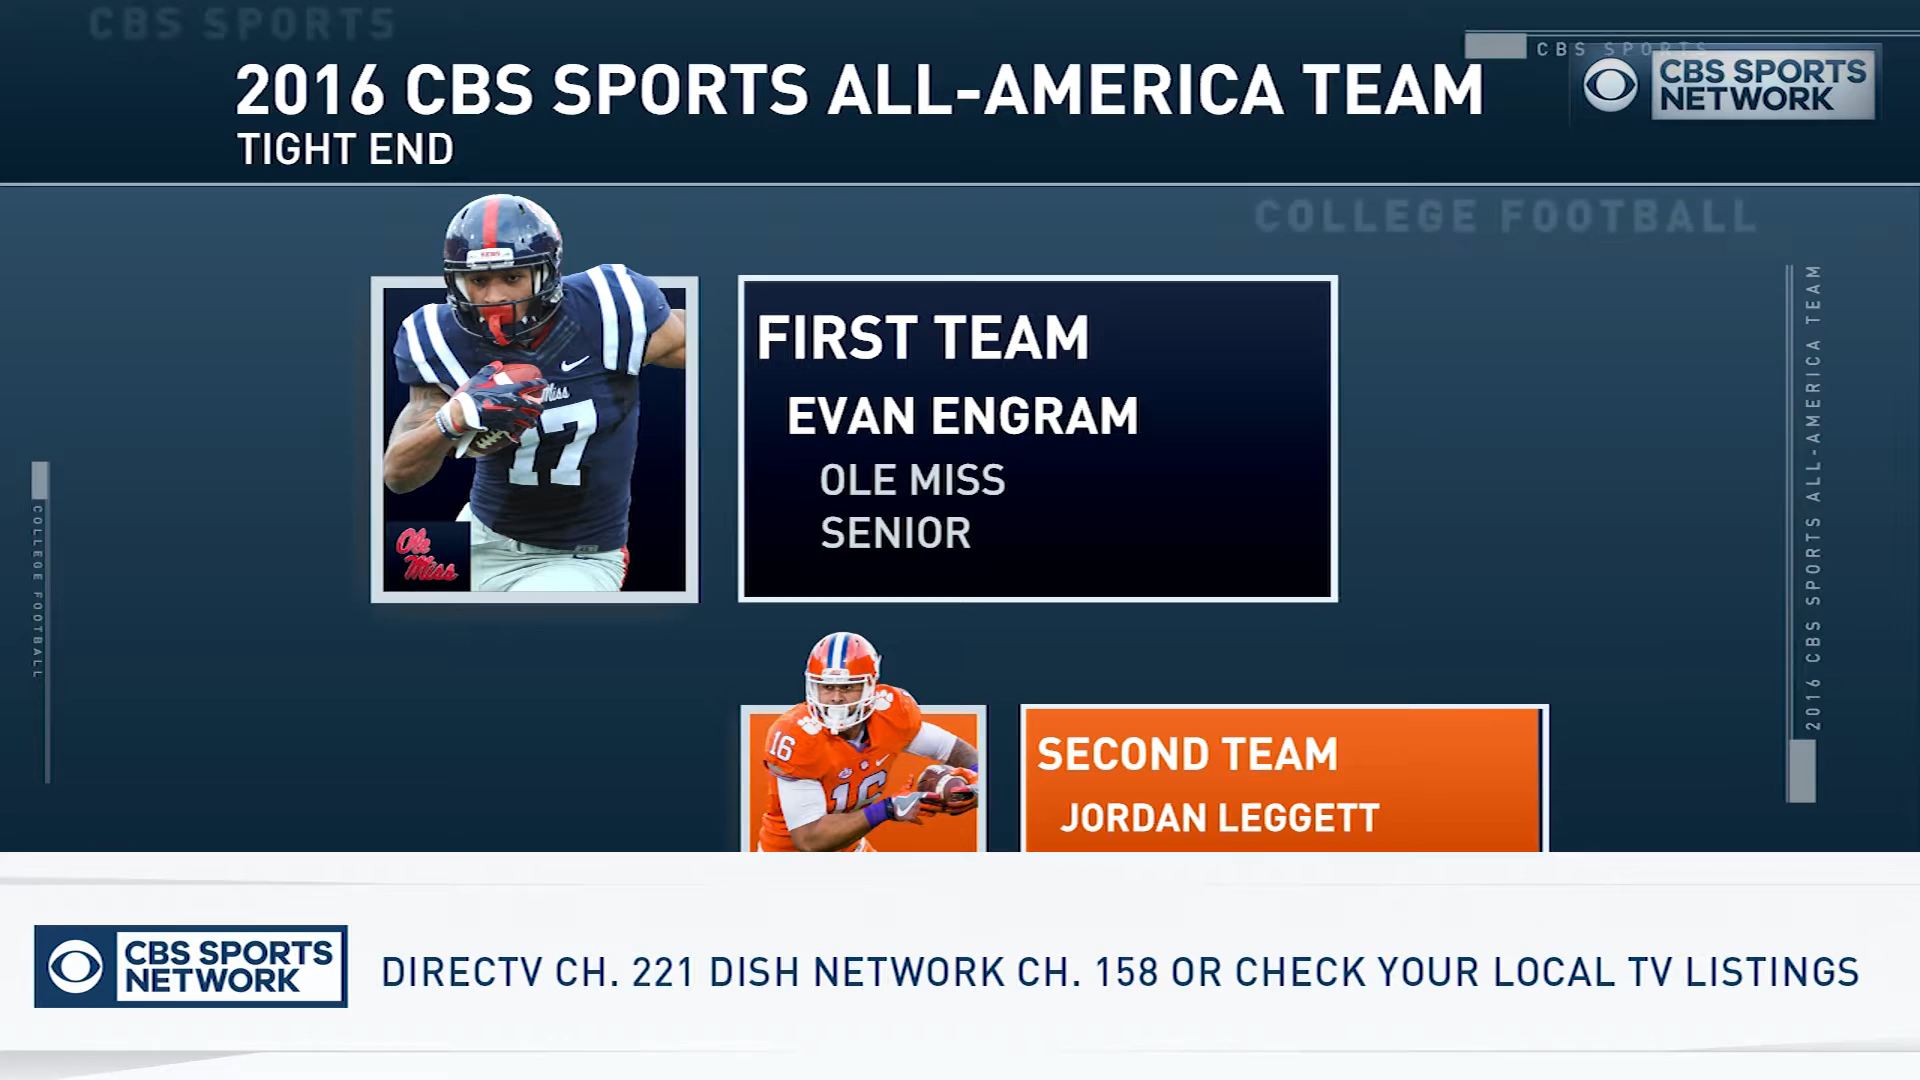 CBS SPORTS
CBS SPORTS
2016 CBS SPORTS ALL-AMERICA TEAM
TIGHT END
CBS SPORTS
NETWORK
COLLEGE FOOTBALL
FIRST TEAM
EVAN ENGRAM
OLE MISS
SENIOR
Miss
17
Ole
Miss
COLLEGE FOOTBALL
2016 CBS SPORTS ALL-AMERICA TEAM
16
16
SECOND TEAM
JORDAN LEGGETT
CBS SPORTS
NETWORK
DIRECTV CH. 221 DISH NETWORK CH. 158 OR CHECK YOUR LOCAL TV LISTINGS